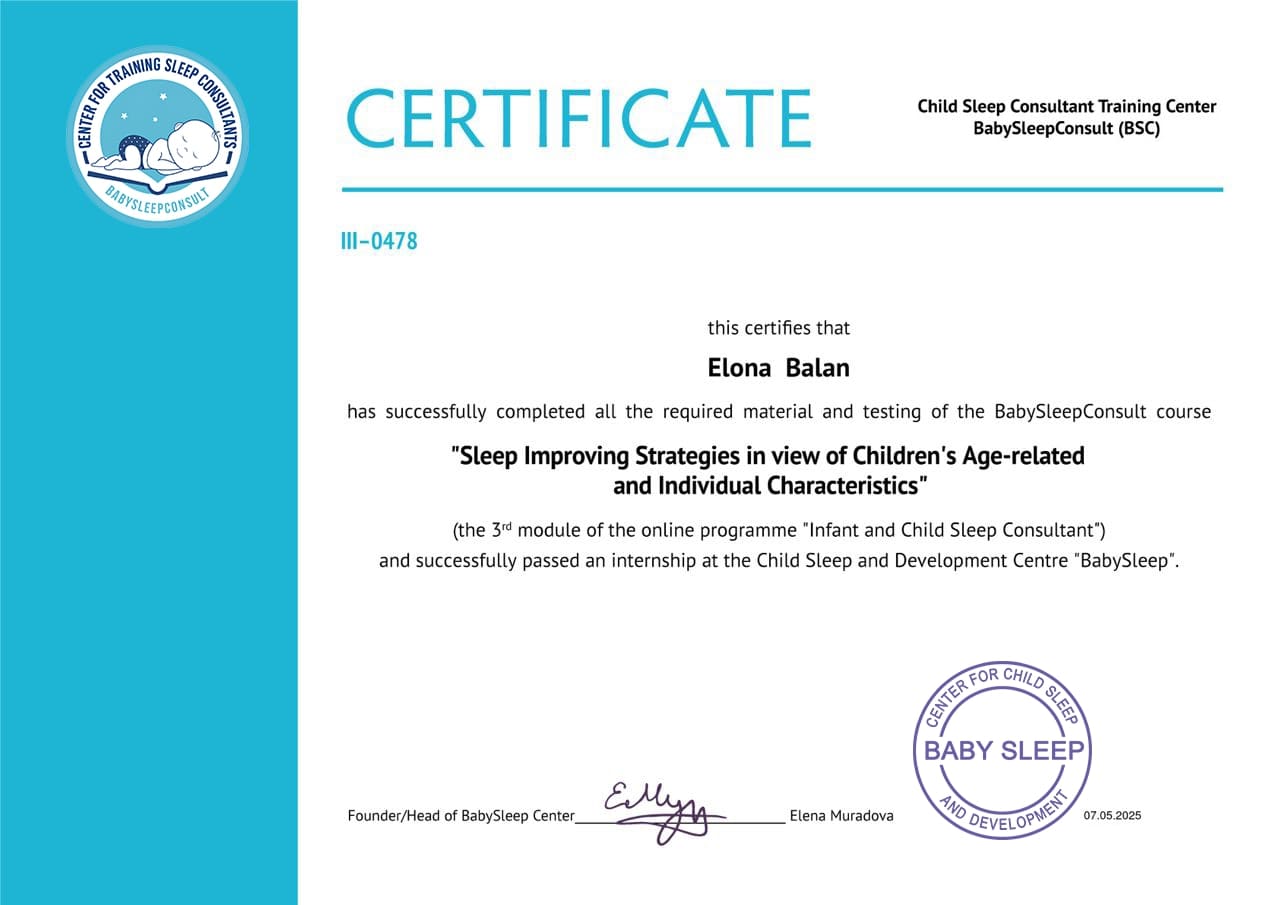 CENTER FOR TRAINING SLEEP CONSULTANTS
BABYSLEEPCONSULT
CERTIFICATE
Child Sleep Consultant Training Center
BabySleepConsult (BSC)
III-0478
this certifies that
Elona Balan
has successfully completed all the required material and testing of the BabySleepConsult course
"Sleep Improving Strategies in view of Children's Age-related
and Individual Characteristics"
(the 3rd module of the online programme "Infant and Child Sleep Consultant")
and successfully passed an internship at the Child Sleep and Development Centre "BabySleep".
CENTER FOR CHILD SLEEP
BABY SLEEP
AND DEVELOPMENT
Founder/Head of BabySleep Center Elena Muradova
07.05.2025